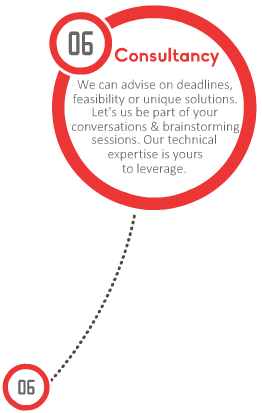 06
Consultancy
We can advise on deadlines,
feasibility or unique solutions.
Let's us be part of your
conversations & brainstorming
sessions. Our technical
expertise is yours
to leverage.
06